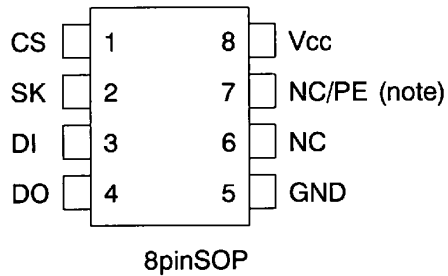 CS 1 8 Vcc
SK 2 7 NC/PE (note)
DI 3 6 NC
DO 4 5 GND
8pinSOP